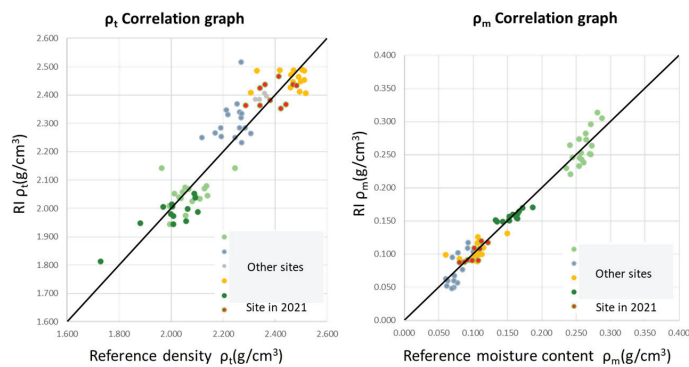 ρt Correlation graph
2.600
2.500
2.400
2.300
2.200
2.100
2.000
1.900
1.800
1.700
1.600
RI ρt(g/cm³)
1.600 1.800 2.000 2.200 2.400 2.600
Reference density ρt(g/cm³)
Other sites
Site in 2021
ρm Correlation graph
0.400
0.350
0.300
0.250
0.200
0.150
0.100
0.050
0.000
RI ρm(g/cm³)
0.000 0.050 0.100 0.150 0.200 0.250 0.300 0.350 0.400
Reference moisture content ρm(g/cm³)
Other sites
Site in 2021